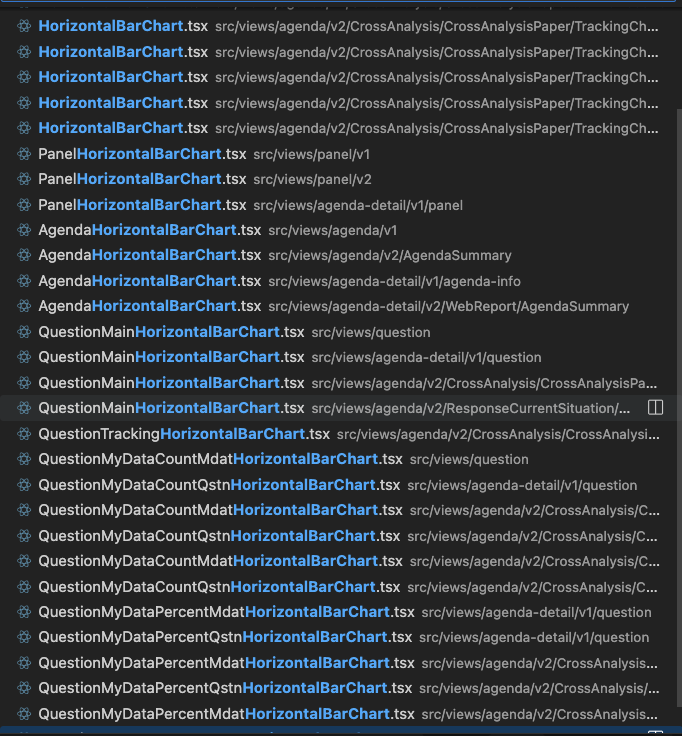 HorizontalBarChart.tsx src/views/agenda/v2/CrossAnalysis/CrossAnalysisPaper/TrackingCh...
HorizontalBarChart.tsx src/views/agenda/v2/CrossAnalysis/CrossAnalysisPaper/TrackingCh...
HorizontalBarChart.tsx src/views/agenda/v2/CrossAnalysis/CrossAnalysisPaper/TrackingCh...
HorizontalBarChart.tsx src/views/agenda/v2/CrossAnalysis/CrossAnalysisPaper/TrackingCh...
HorizontalBarChart.tsx src/views/agenda/v2/CrossAnalysis/CrossAnalysisPaper/TrackingCh...
PanelHorizontalBarChart.tsx src/views/panel/v1
PanelHorizontalBarChart.tsx src/views/panel/v2
PanelHorizontalBarChart.tsx src/views/agenda-detail/v1/panel
AgendaHorizontalBarChart.tsx src/views/agenda/v1
AgendaHorizontalBarChart.tsx src/views/agenda/v2/AgendaSummary
AgendaHorizontalBarChart.tsx src/views/agenda-detail/v1/agenda-info
AgendaHorizontalBarChart.tsx src/views/agenda-detail/v2/WebReport/AgendaSummary
QuestionMainHorizontalBarChart.tsx src/views/question
QuestionMainHorizontalBarChart.tsx src/views/agenda-detail/v1/question
QuestionMainHorizontalBarChart.tsx src/views/agenda/v2/CrossAnalysis/CrossAnalysisPa...
QuestionMainHorizontalBarChart.tsx src/views/agenda/v2/ResponseCurrentSituation/...
QuestionTrackingHorizontalBarChart.tsx src/views/agenda/v2/CrossAnalysis/CrossAnalysi...
QuestionMyDataCountMdatHorizontalBarChart.tsx src/views/question
QuestionMyDataCountQstnHorizontalBarChart.tsx src/views/agenda-detail/v1/question
QuestionMyDataCountMdatHorizontalBarChart.tsx src/views/agenda/v2/CrossAnalysis/C...
QuestionMyDataCountQstnHorizontalBarChart.tsx src/views/agenda/v2/CrossAnalysis/C...
QuestionMyDataCountMdatHorizontalBarChart.tsx src/views/agenda/v2/CrossAnalysis/C...
QuestionMyDataCountQstnHorizontalBarChart.tsx src/views/agenda/v2/CrossAnalysis/C...
QuestionMyDataPercentMdatHorizontalBarChart.tsx src/views/agenda-detail/v1/question
QuestionMyDataPercentQstnHorizontalBarChart.tsx src/views/agenda-detail/v1/question
QuestionMyDataPercentMdatHorizontalBarChart.tsx src/views/agenda/v2/CrossAnalysis...
QuestionMyDataPercentQstnHorizontalBarChart.tsx src/views/agenda/v2/CrossAnalysis/...
QuestionMyDataPercentMdatHorizontalBarChart.tsx src/views/agenda/v2/CrossAnalysis...